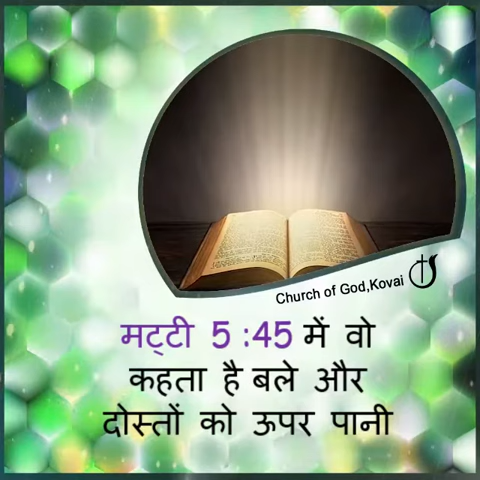 Church of God,Kovai
मट्टी 5 :45 में वो
कहता है बले और
दोस्तों को ऊपर पानी